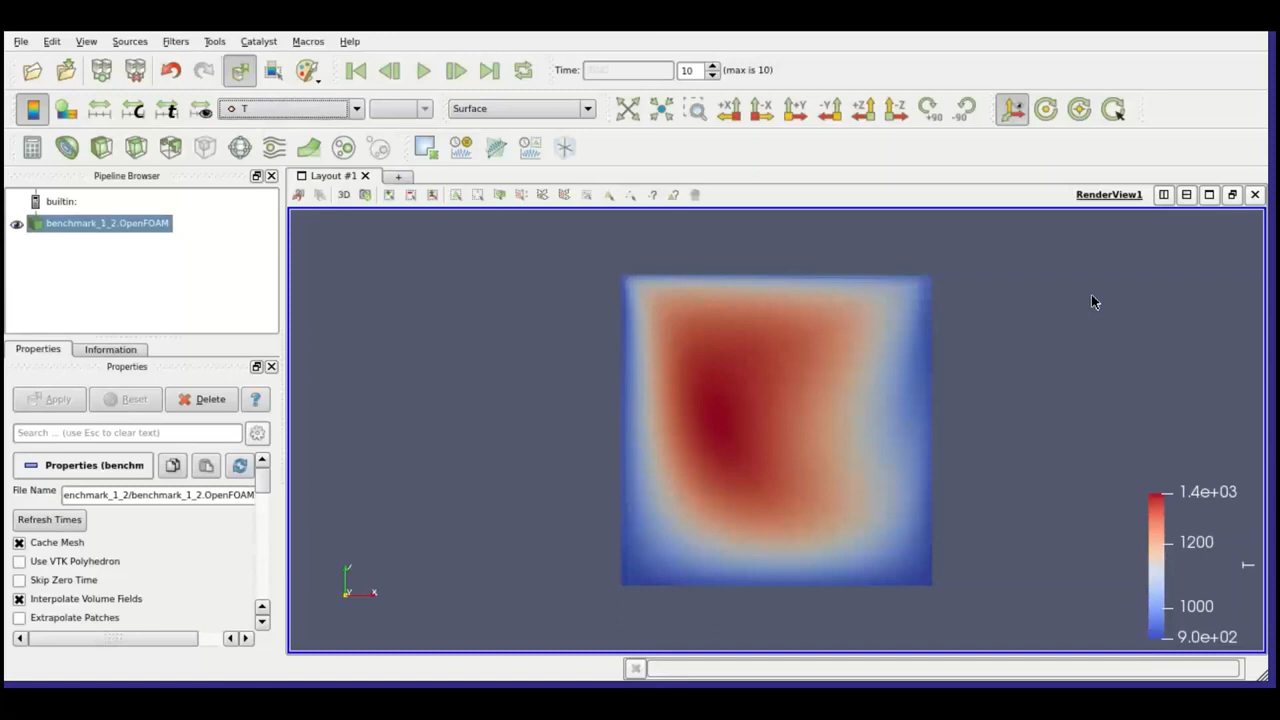 File Edit View Sources Filters Tools Catalyst Macros Help
Time: 10 (max is 10)
T Surface +X -X +Y -Y +Z -Z +90 -90
Pipeline Browser
Layout #1 +
builtin:
3D
RenderView1
benchmark_1_2.OpenFOAM
Properties Information
Properties
Apply Reset Delete ?
Search ... (use Esc to clear text)
Properties (benchm
File Name enchmark_1_2/benchmark_1_2.OpenFOAM
Refresh Times
Cache Mesh
Use VTK Polyhedron
Skip Zero Time
Interpolate Volume Fields
Extrapolate Patches
Y
X
1.4e+03
1200
T
1000
9.0e+02